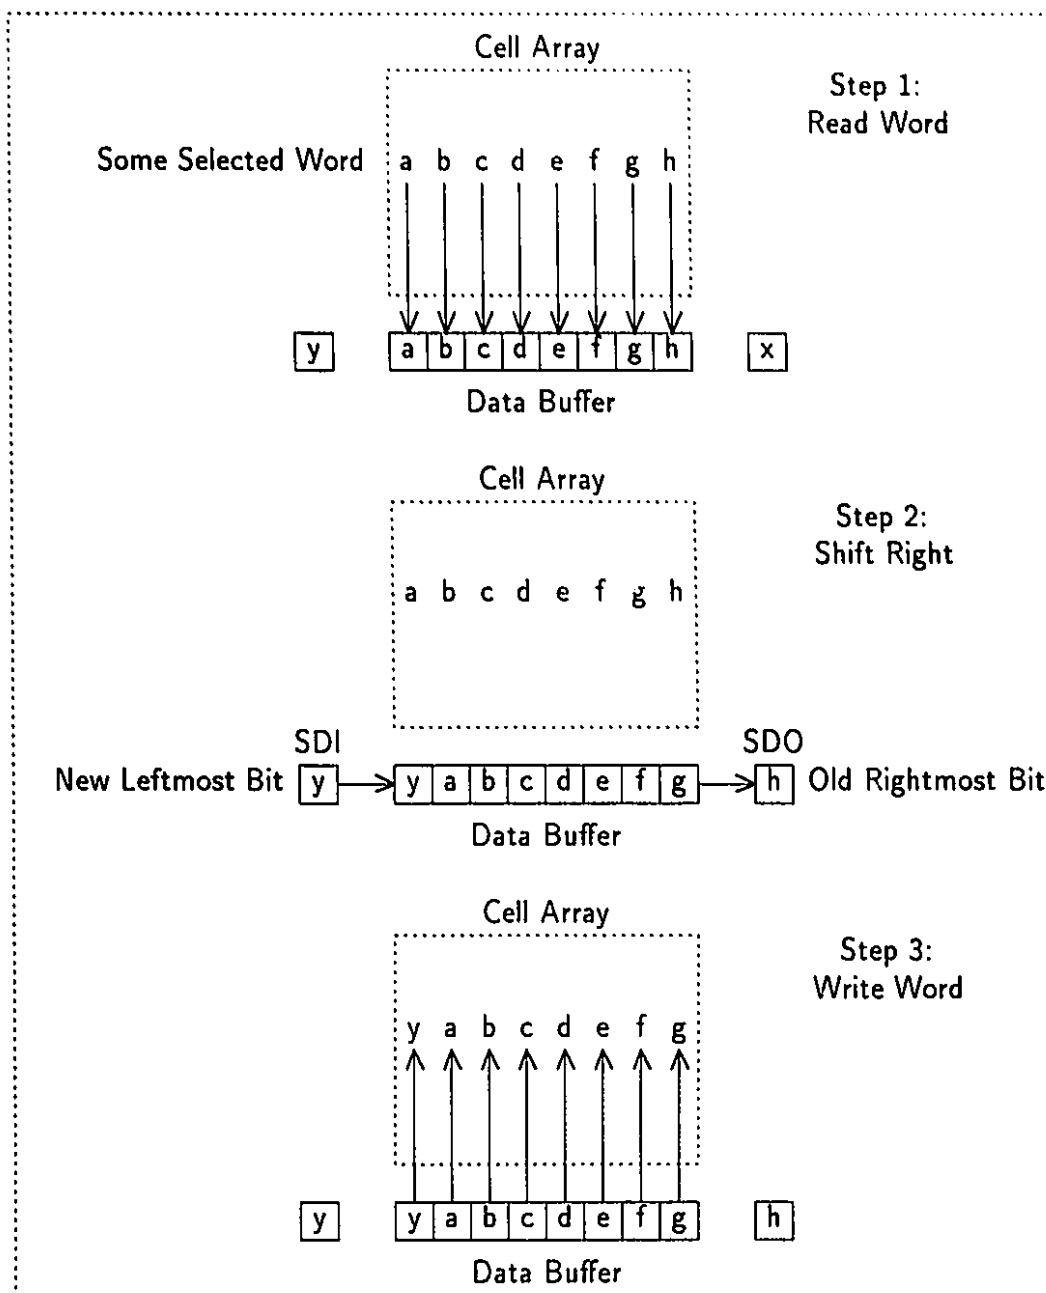 Cell Array
Step 1:
Read Word
Some Selected Word a b c d e f g h
y a b c d e f g h x
Data Buffer
Cell Array
Step 2:
Shift Right
a b c d e f g h
SDI SDO
New Leftmost Bit y y a b c d e f g h Old Rightmost Bit
Data Buffer
Cell Array
Step 3:
Write Word
y a b c d e f g
y y a b c d e f g h
Data Buffer